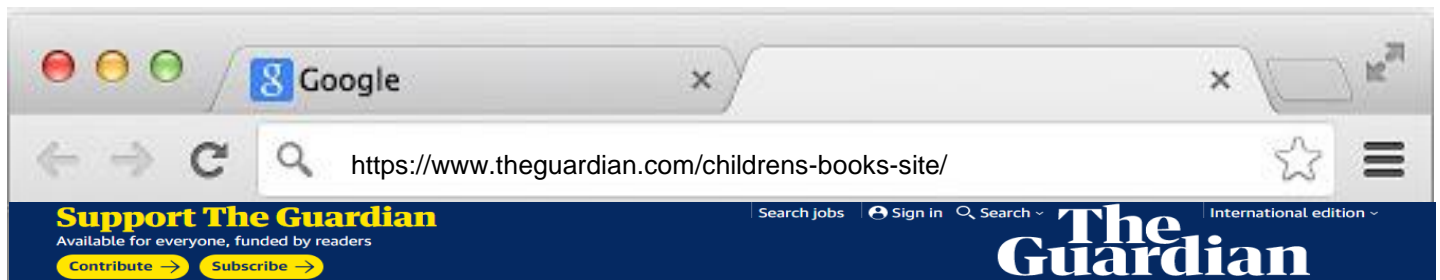 Google
https://www.theguardian.com/childrens-books-site/
Support The Guardian
Available for everyone, funded by readers
Contribute →
Subscribe →
Search jobs
Sign in
Search
The
Guardian
International edition